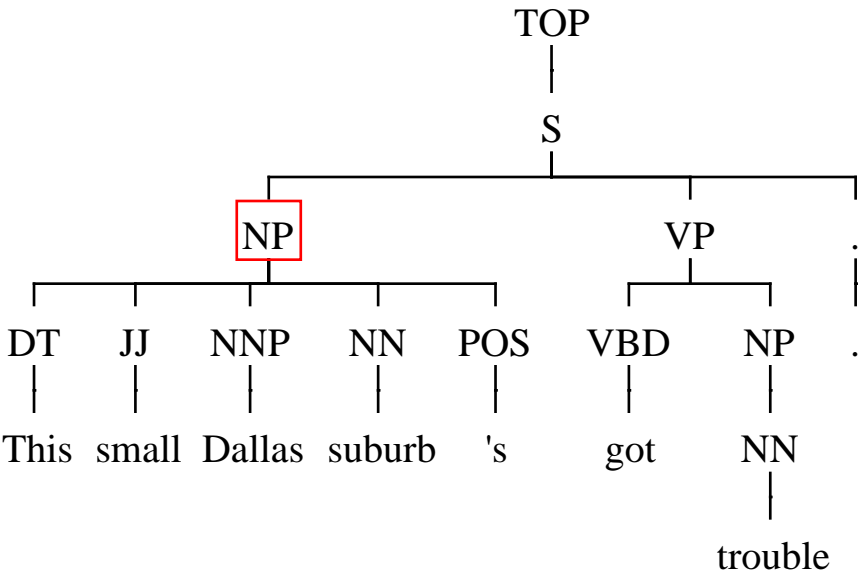 TOP
S
NP VP .
DT JJ NNP NN POS VBD NP .
This small Dallas suburb 's got NN
trouble